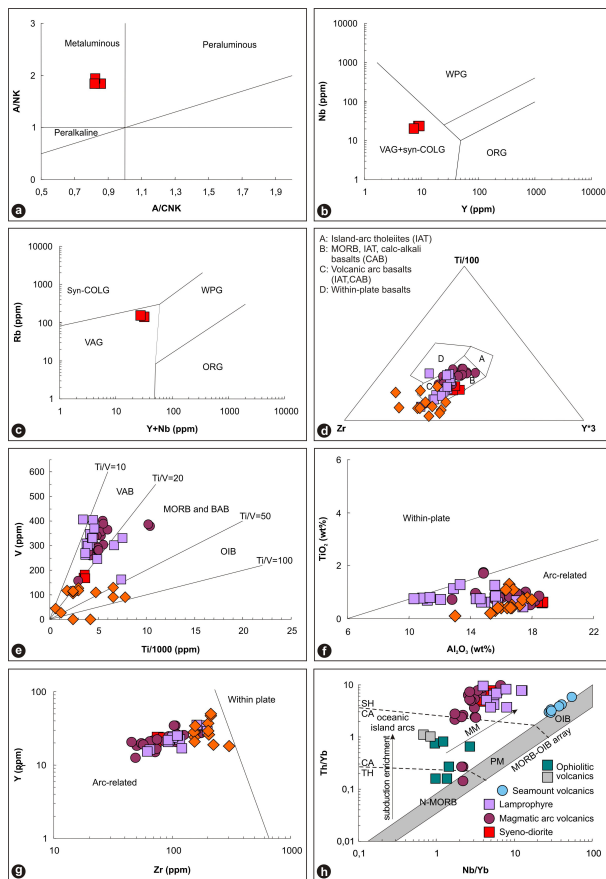 Metaluminous
Peraluminous
Peralkaline
A/NK
3
2
1
0
0,5
0,7
0,9
1,1
1,3
1,5
1,7
1,9
A/CNK
a
Nb (ppm)
10000
1000
100
10
1
WPG
VAG+syn-COLG
ORG
1
10
100
1000
10000
Y (ppm)
b
Rb (ppm)
10000
1000
100
10
1
Syn-COLG
WPG
VAG
ORG
1
10
100
1000
10000
Y+Nb (ppm)
c
A: Island-arc tholeiites (IAT)
B: MORB, IAT, calc-alkali
basalts (CAB)
C: Volcanic arc basalts
(IAT,CAB)
D: Within-plate basalts
Ti/100
D
A
C
B
Zr
Y*3
d
V (ppm)
600
500
400
300
200
100
0
Ti/V=10
VAB
Ti/V=20
MORB and BAB
Ti/V=50
OIB
Ti/V=100
0
5
10
15
20
25
Ti/1000 (ppm)
e
TiO₂ (wt%)
6
4
2
0
Within-plate
Arc-related
6
8
10
12
14
16
18
20
22
Al₂O₃ (wt%)
f
Y (ppm)
100
10
1
Within plate
Arc-related
10
100
1000
Zr (ppm)
g
Th/Yb
10
1
0,1
0,01
SH
CA
oceanic
island arcs
CA
TH
subduction enrichment
MM
OIB
MORB-OIB array
PM
N-MORB
Ophiolitic
volcanics
Seamount volcanics
Lamprophyre
Magmatic arc volcanics
Syeno-diorite
0,1
1
10
100
Nb/Yb
h